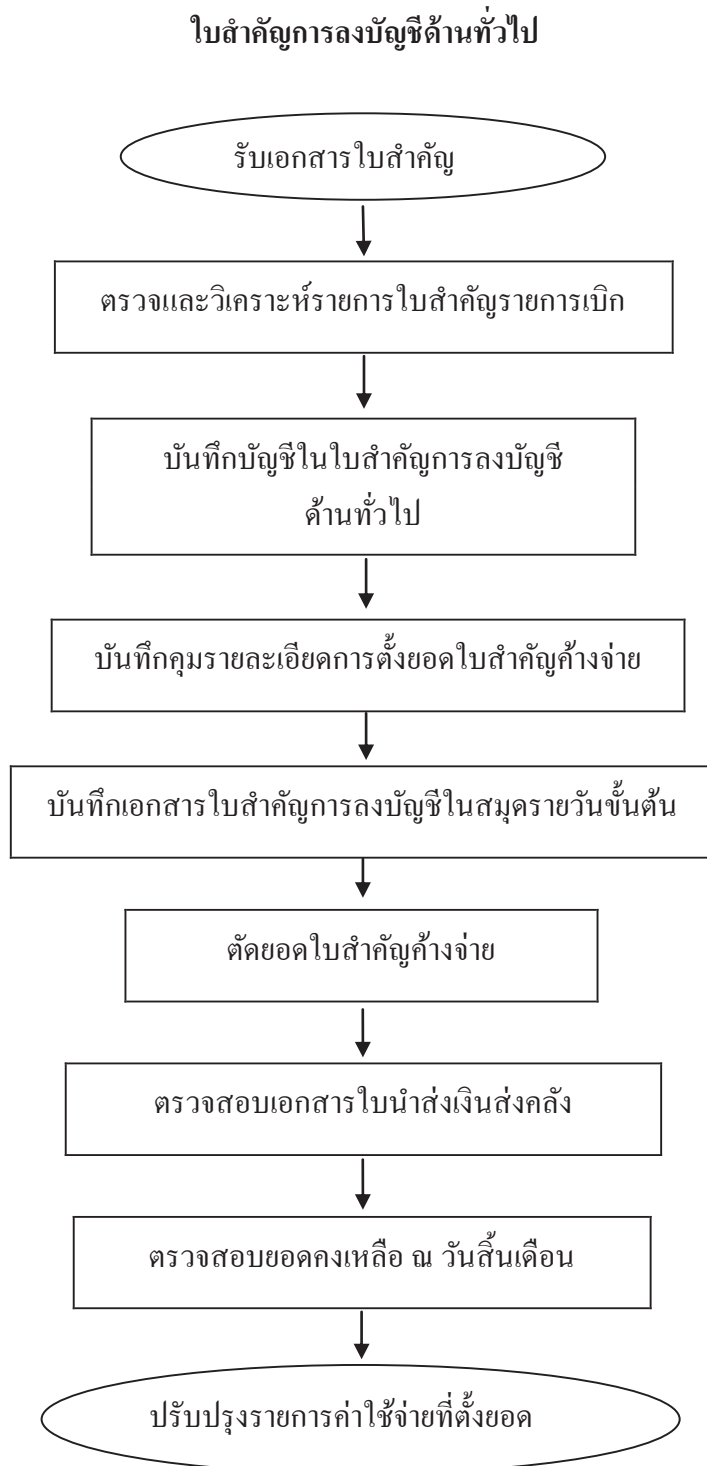 ใบสำคัญการลงบัญชีด้านทั่วไป
รับเอกสารใบสำคัญ
ตรวจและวิเคราะห์รายการใบสำคัญรายการเบิก
บันทึกบัญชีในใบสำคัญการลงบัญชี
ด้านทั่วไป
บันทึกคุมรายละเอียดการตั้งยอดใบสำคัญค้างจ่าย
บันทึกเอกสารใบสำคัญการลงบัญชีในสมุดรายวันขั้นต้น
ตัดยอดใบสำคัญค้างจ่าย
ตรวจสอบเอกสารใบนำส่งเงินส่งคลัง
ตรวจสอบยอดคงเหลือ ณ วันสิ้นเดือน
ปรับปรุงรายการค่าใช้จ่ายที่ตั้งยอด